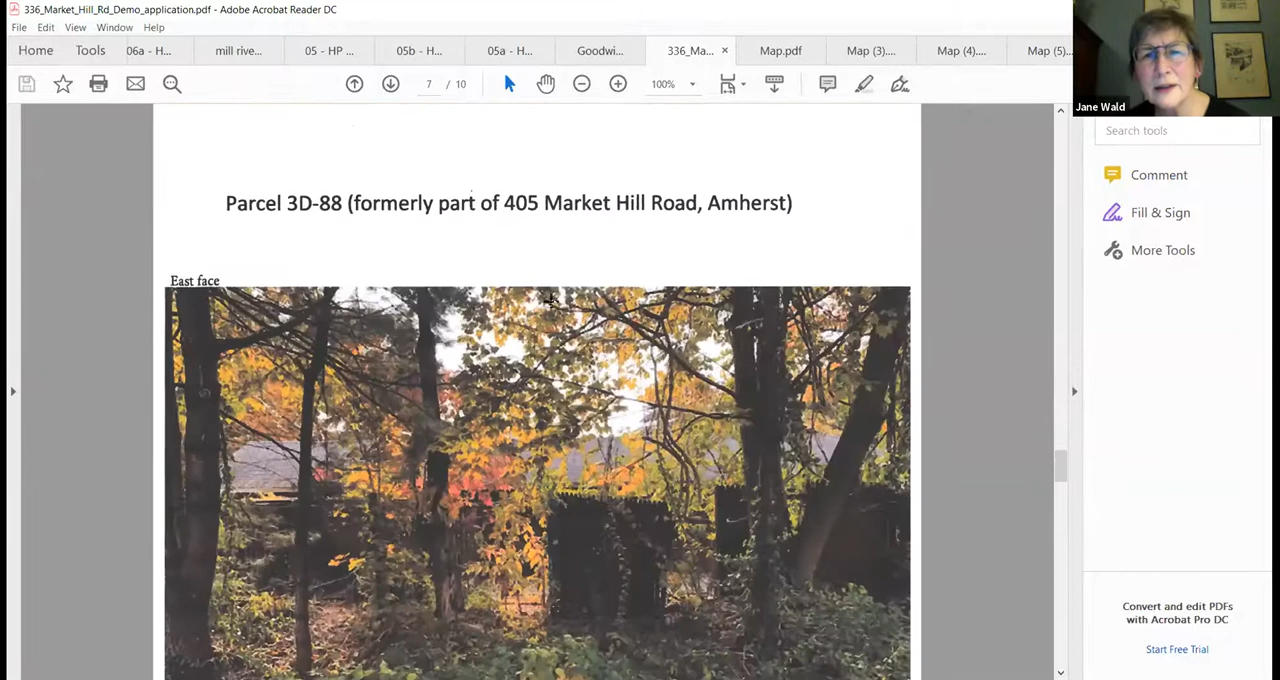 336_Market_Hill_Rd_Demo_application.pdf - Adobe Acrobat Reader DC
File Edit View Window Help
Home Tools 06a - H... mill rive... 05 - HP ... 05b - H... 05a - H... Goodwi... 336_Ma... × Map.pdf Map (3).... Map (4).... Map (5)....
7 / 10 100%
Jane Wald
Search tools
Comment
Fill & Sign
More Tools
Parcel 3D-88 (formerly part of 405 Market Hill Road, Amherst)
East face
Convert and edit PDFs
with Acrobat Pro DC
Start Free Trial